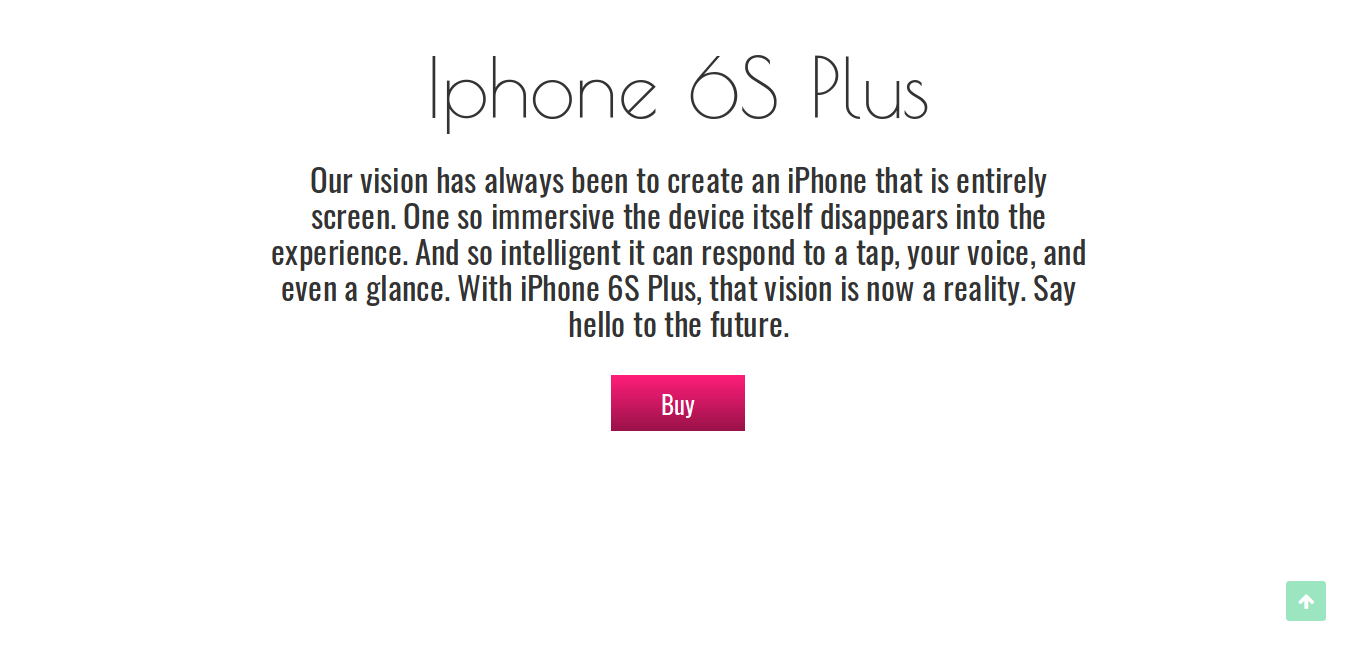 Iphone 6S Plus
Our vision has always been to create an iPhone that is entirely
screen. One so immersive the device itself disappears into the
experience. And so intelligent it can respond to a tap, your voice, and
even a glance. With iPhone 6S Plus, that vision is now a reality. Say
hello to the future.
Buy